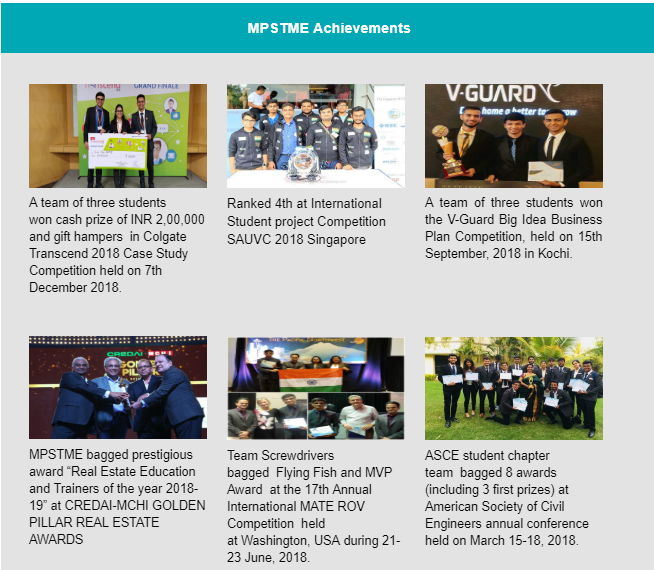 MPSTME Achievements
Transcend
GRAND FINALE
V-GUARD
A team of three students
won cash prize of INR 2,00,000
and gift hampers  in Colgate
Transcend 2018 Case Study
Competition held on 7th
December 2018.
Ranked 4th at International
Student project Competition
SAUVC 2018 Singapore
A team of three students won
the V-Guard Big Idea Business
Plan Competition, held on 15th
September, 2018 in Kochi.
CREDAI-MCHI
MPSTME bagged prestigious
award “Real Estate Education
and Trainers of the year 2018-
19” at CREDAI-MCHI GOLDEN
PILLAR REAL ESTATE
AWARDS
Team Screwdrivers
bagged  Flying Fish and MVP
Award  at the 17th Annual
International MATE ROV
Competition  held
at Washington, USA during 21-
23 June, 2018.
ASCE student chapter
team  bagged 8 awards
(including 3 first prizes) at
American Society of Civil
Engineers annual conference
held on March 15-18, 2018.